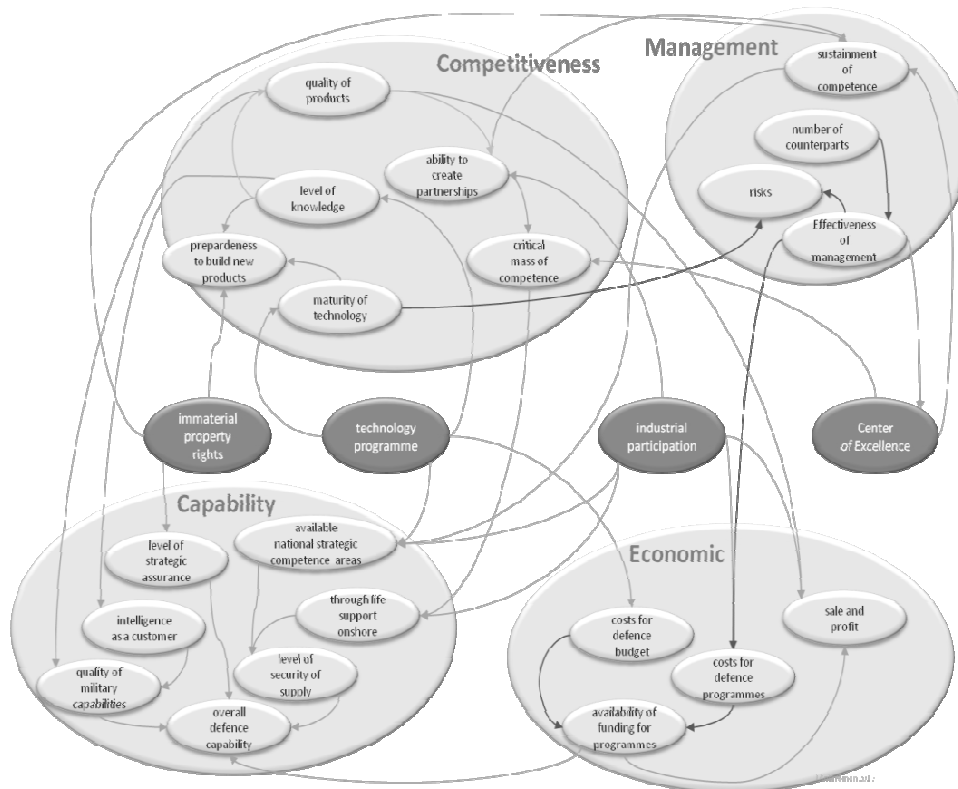 Competitiveness
Management
quality of
products
ability to
create
partnerships
level of
knowledge
prepardeness
to build new
products
critical
mass of
competence
maturity of
technology
sustainment
of
competence
number of
counterparts
risks
Effectiveness
of
management
immaterial
property
rights
technology
programme
industrial
participation
Center
of Excellence
Capability
available
national strategic
competence areas
level of
strategic
assurance
through life
support
onshore
intelligence
as a customer
level of
security of
supply
quality of
military
capabilities
overall
defence
capability
Economic
costs for
defence
budget
sale and
profit
costs for
defence
programmes
availability of
funding for
programmes